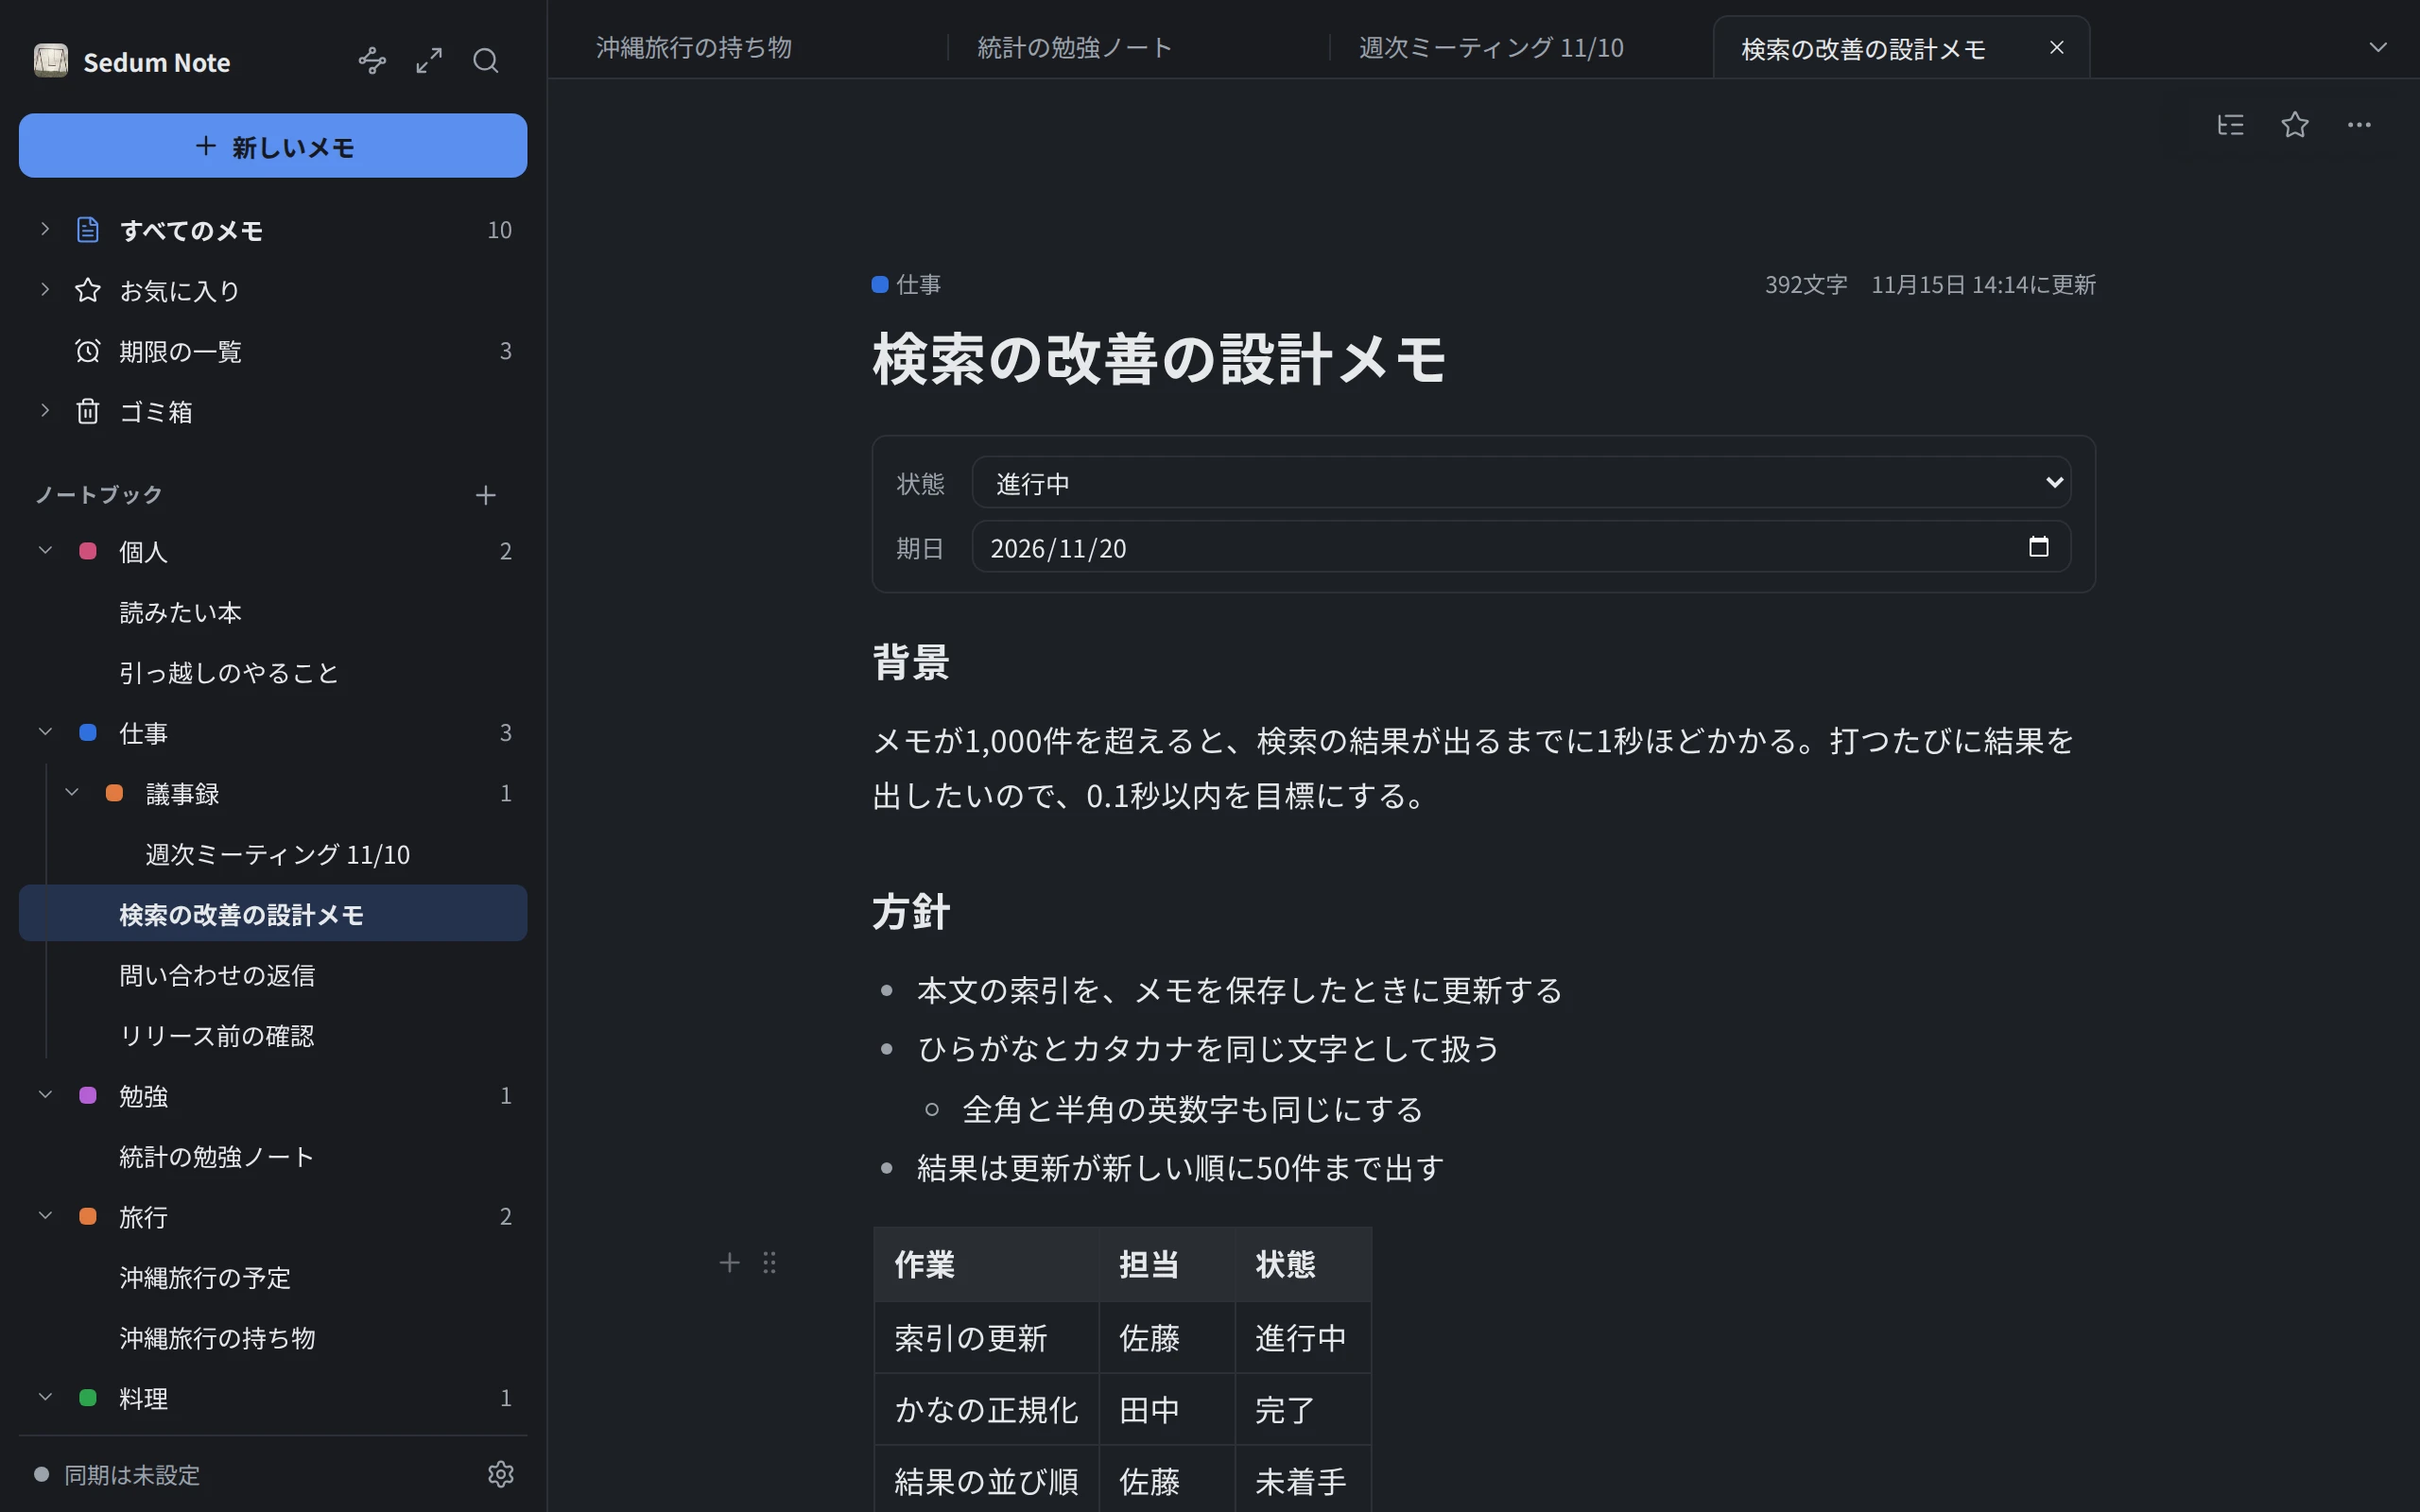 Sedum Note
新しいメモ
すべてのメモ 10
お気に入り
期限の一覧 3
ゴミ箱
ノートブック
個人 2
読みたい本
引っ越しのやること
仕事 3
議事録 1
週次ミーティング 11/10
検索の改善の設計メモ
問い合わせの返信
リリース前の確認
勉強 1
統計の勉強ノート
旅行 2
沖縄旅行の予定
沖縄旅行の持ち物
料理 1
同期は未設定
沖縄旅行の持ち物 統計の勉強ノート 週次ミーティング 11/10 検索の改善の設計メモ
仕事 392文字 11月15日 14:14に更新
検索の改善の設計メモ
状態 進行中
期日 2026/11/20
背景
メモが1,000件を超えると、検索の結果が出るまでに1秒ほどかかる。打つたびに結果を
出したいので、0.1秒以内を目標にする。
方針
本文の索引を、メモを保存したときに更新する
ひらがなとカタカナを同じ文字として扱う
全角と半角の英数字も同じにする
結果は更新が新しい順に50件まで出す
作業 担当 状態
索引の更新 佐藤 進行中
かなの正規化 田中 完了
結果の並び順 佐藤 未着手